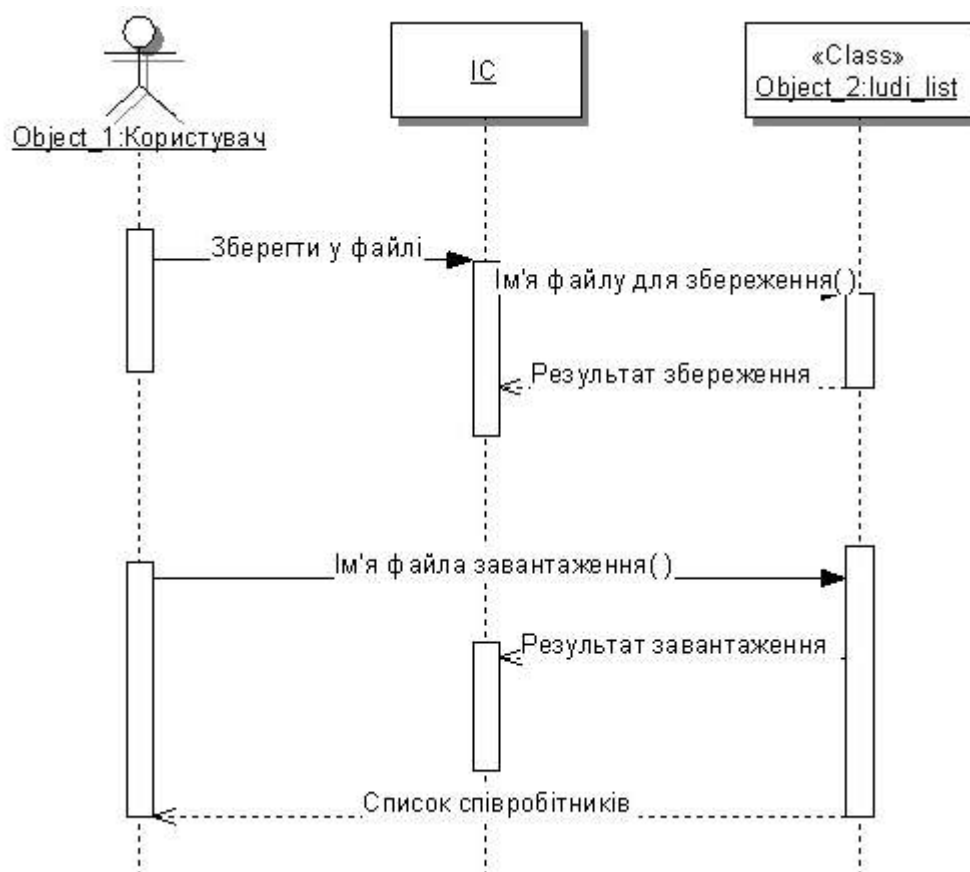 Object_1:Користувач
ІС
«Class»
Object_2:ludi_list
Зберегти у файлі
Ім'я файлу для збереження( )
Результат збереження
Ім'я файла завантаження( )
Результат завантаження
Список співробітників